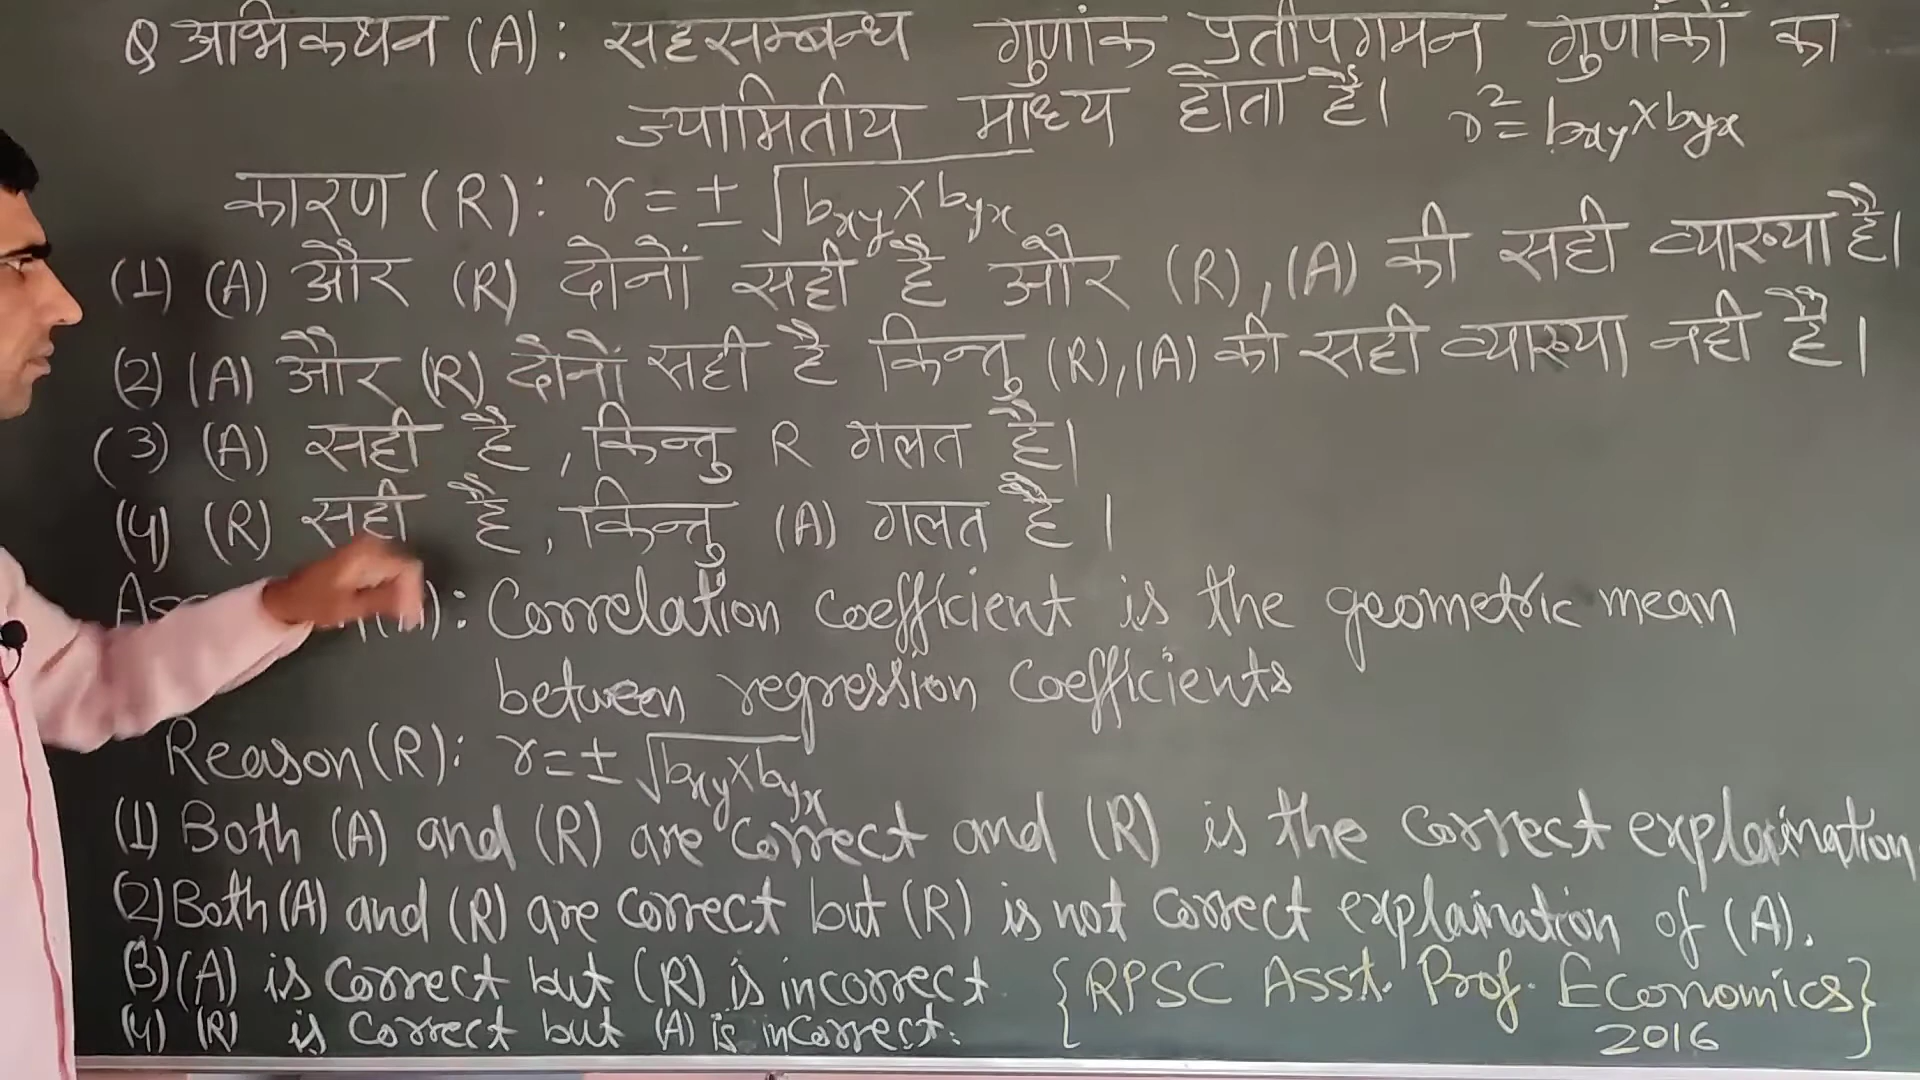 Q अभिकथन (A): सहसम्बन्ध गुणांक प्रतीपगमन गुणांकों का
ज्यामितीय माध्य होता है। r²= bxy×byx
कारण (R): r=± √bxy×byx
(1) (A) और (R) दोनों सही है और (R),(A) की सही व्याख्या है।
(2) (A) और (R) दोनों सही है किन्तु (R),(A) की सही व्याख्या नही है।
(3) (A) सही है, किन्तु R गलत है।
(4) (R) सही है, किन्तु (A) गलत है।
: Correlation coefficient is the geometric mean
between regression Coefficients
Reason(R): r=± √bxy×byx
(1) Both (A) and (R) are correct and (R) is the correct explaination
(2) Both (A) and (R) are correct but (R) is not correct explaination of (A).
(3) (A) is correct but (R) is incorrect {RPSC Asst. Prof. Economics
(4) (R) is correct but (A) is incorrect. 2016}